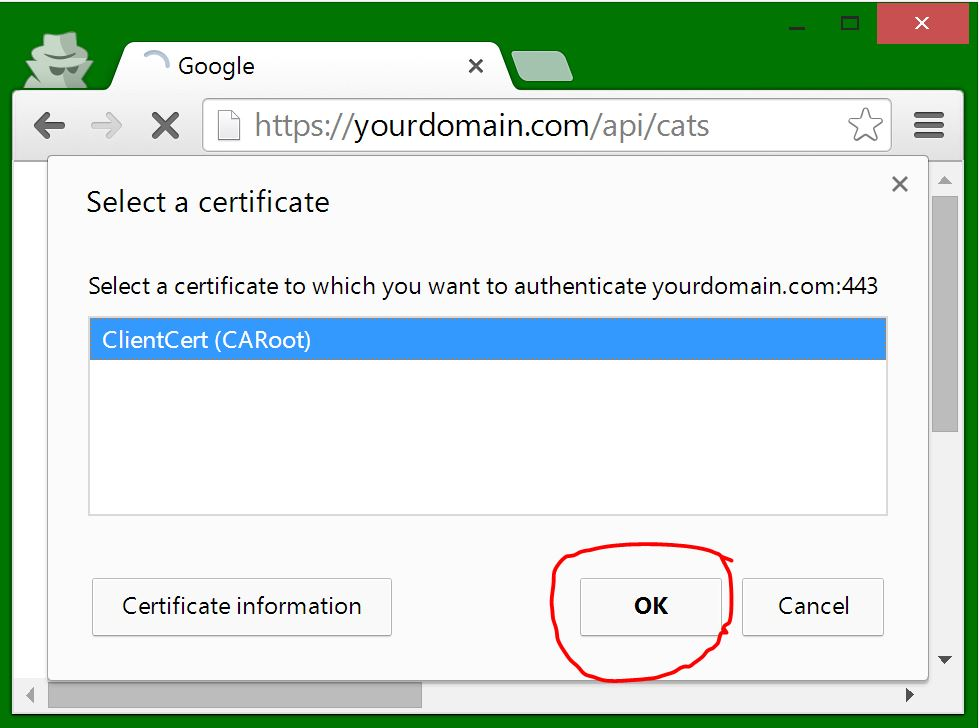 Google
https://yourdomain.com/api/cats
Select a certificate
Select a certificate to which you want to authenticate yourdomain.com:443
ClientCert (CARoot)
Certificate information
OK
Cancel